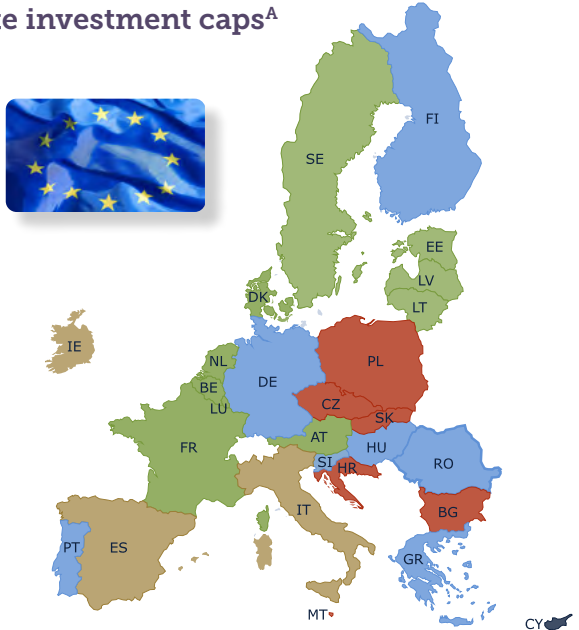 te investment caps^A
FI
SE
EE
LV
DK
LT
IE
NL
PL
DE
BE
CZ
LU
SK
AT
FR
HU
SI
RO
HR
IT
BG
PT
ES
GR
MT
CY